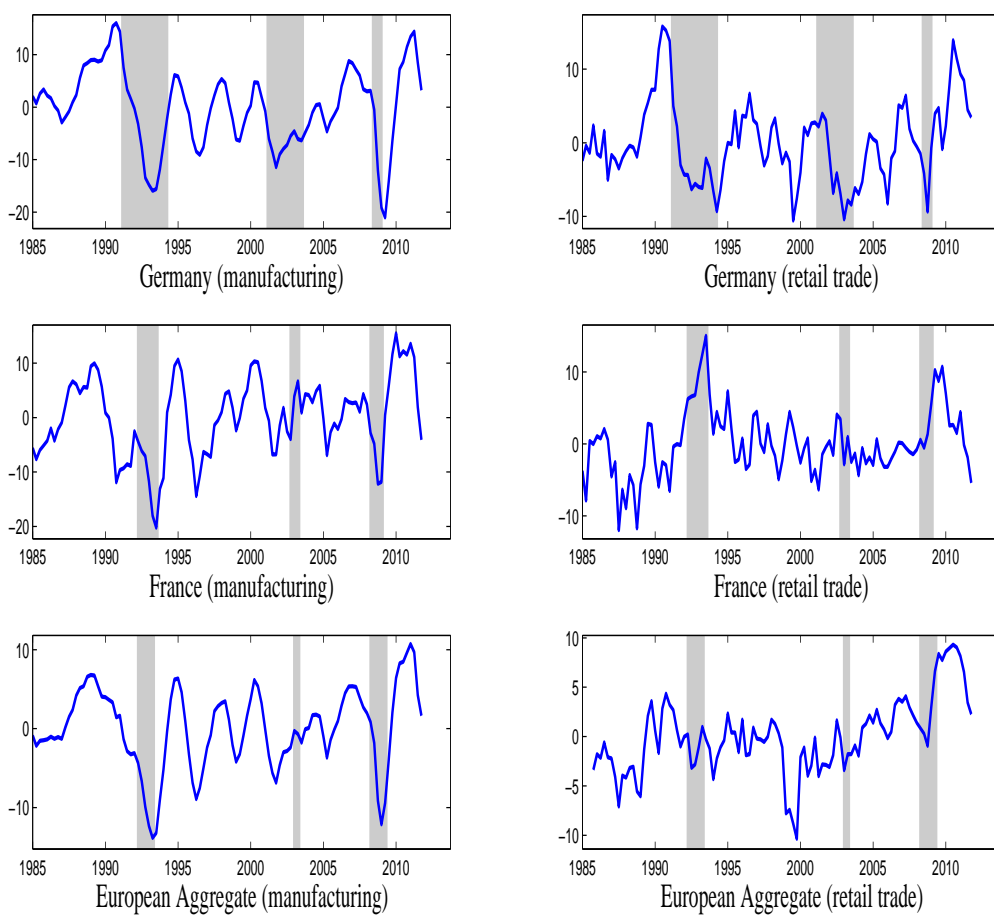 10
0
−10
−20
1985 1990 1995 2000 2005 2010
Germany (manufacturing)
10
0
−10
1985 1990 1995 2000 2005 2010
Germany (retail trade)
10
0
−10
−20
1985 1990 1995 2000 2005 2010
France (manufacturing)
10
0
−10
1985 1990 1995 2000 2005 2010
France (retail trade)
10
0
−10
1985 1990 1995 2000 2005 2010
European Aggregate (manufacturing)
10
5
0
−5
−10
1985 1990 1995 2000 2005 2010
European Aggregate (retail trade)